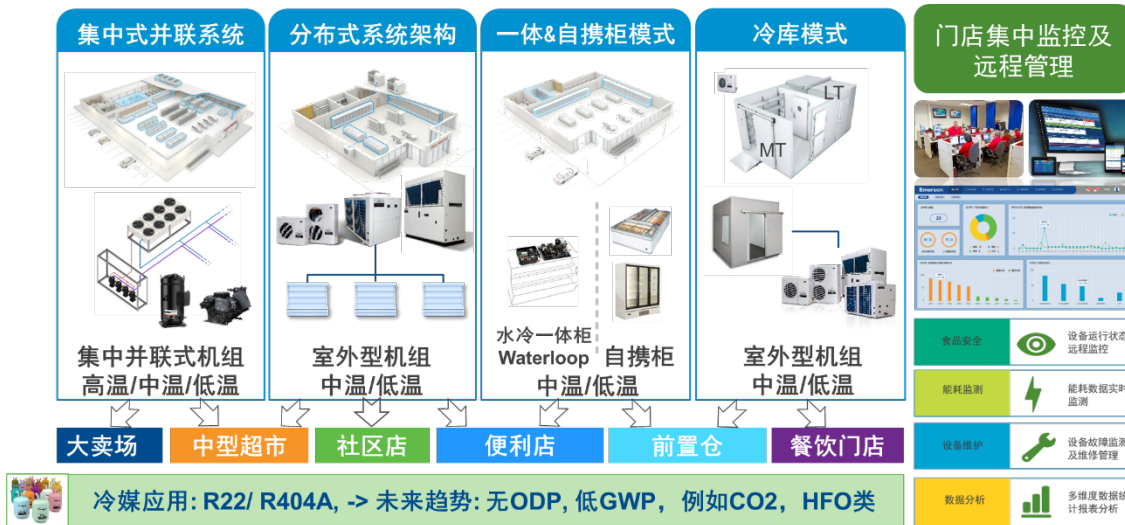 集中式并联系统
集中并联式机组
高温/中温/低温
分布式系统架构
室外型机组
中温/低温
一体&自携柜模式
水冷一体柜
Waterloop
自携柜
中温/低温
冷库模式
LT
MT
室外型机组
中温/低温
大卖场
中型超市
社区店
便利店
前置仓
餐饮门店
冷媒应用: R22/ R404A, -> 未来趋势: 无ODP, 低GWP，例如CO2，HFO类
门店集中监控及
远程管理
Emerson
20
食品安全
设备运行状态
远程监控
能耗监测
能耗数据实时
监测
设备维护
设备故障监测
及维修管理
数据分析
多维度数据统
计报表分析